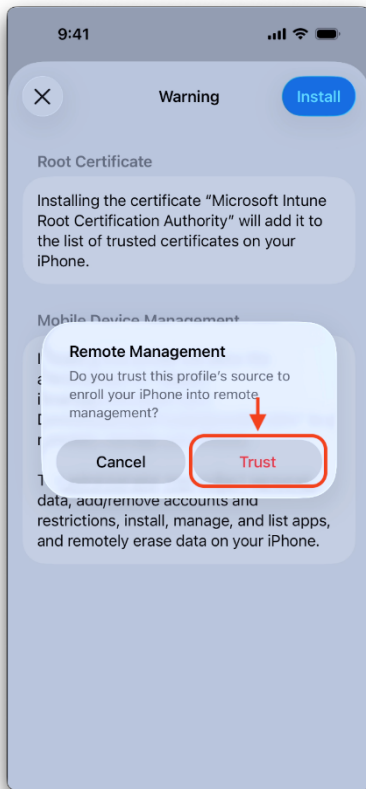 9:41
Warning
Install
Root Certificate
Installing the certificate “Microsoft Intune
Root Certification Authority” will add it to
the list of trusted certificates on your
iPhone.
Mobile Device Management
Remote Management
Do you trust this profile's source to
enroll your iPhone into remote
management?
Cancel
Trust
data, add/remove accounts and
restrictions, install, manage, and list apps,
and remotely erase data on your iPhone.